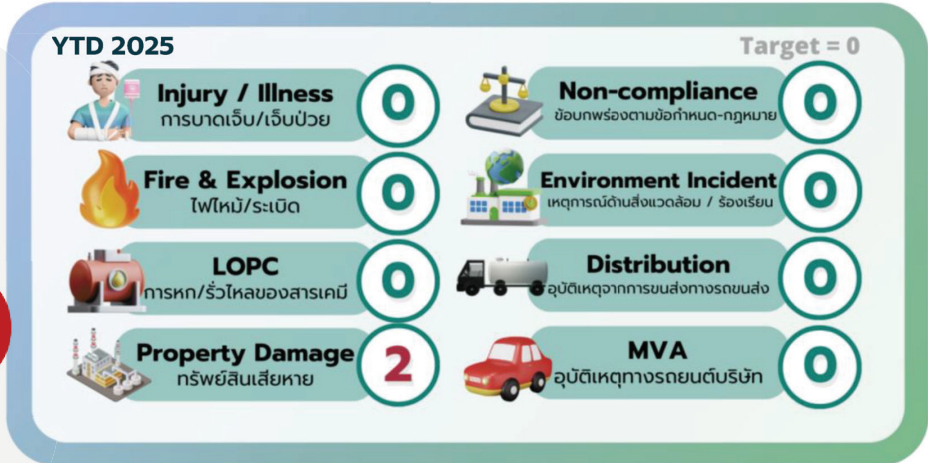 YTD 2025
Target = 0
Injury / Illness
การบาดเจ็บ/เจ็บป่วย
0
Fire & Explosion
ไฟไหม้/ระเบิด
0
LOPC
การหก/รั่วไหลของสารเคมี
0
Property Damage
ทรัพย์สินเสียหาย
2
Non-compliance
ข้อบกพร่องตามข้อกำหนด-กฎหมาย
0
Environment Incident
เหตุการณ์ด้านสิ่งแวดล้อม / ร้องเรียน
0
Distribution
อุบัติเหตุจากการขนส่งทางรถขนส่ง
0
MVA
อุบัติเหตุทางรถยนต์บริษัท
0